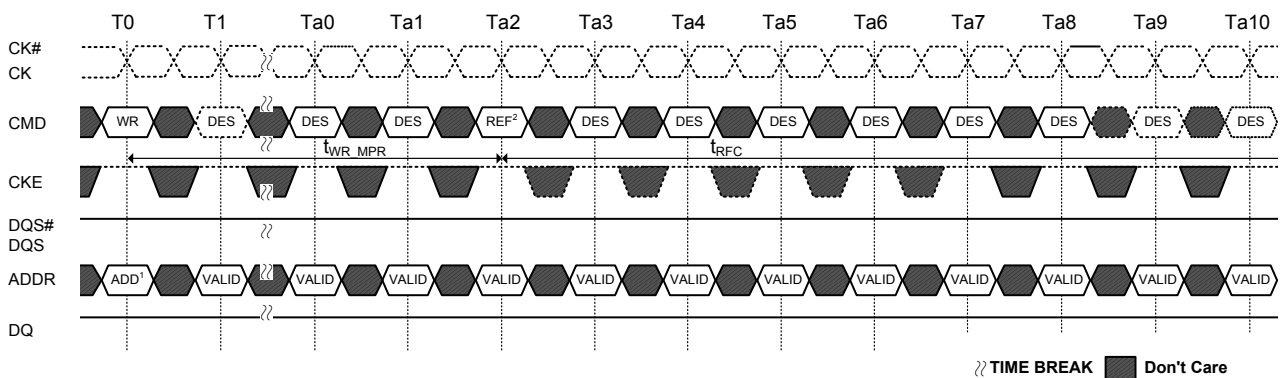 T0 T1 Ta0 Ta1 Ta2 Ta3 Ta4 Ta5 Ta6 Ta7 Ta8 Ta9 Ta10
CK#
CK
CMD WR DES DES DES REF² DES DES DES DES DES DES DES DES
tWR_MPR tRFC
CKE
DQS#
DQS
ADDR ADD¹ VALID VALID VALID VALID VALID VALID VALID VALID VALID VALID VALID VALID
DQ
TIME BREAK Don't Care